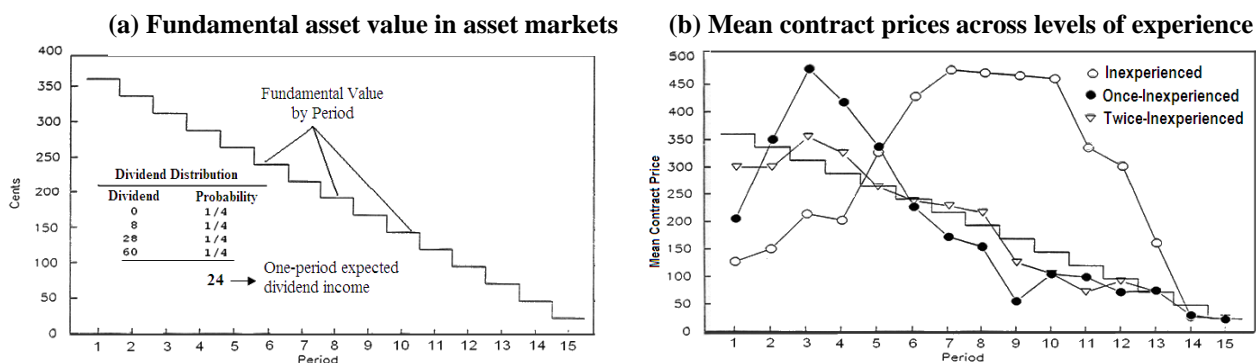 (a) Fundamental asset value in asset markets
400
350
300
250
200
150
100
50
0
Cents
Fundamental Value
by Period
Dividend Distribution
Dividend Probability
0 1/4
8 1/4
28 1/4
60 1/4
24 One-period expected
dividend income
1 2 3 4 5 6 7 8 9 10 11 12 13 14 15
Period
(b) Mean contract prices across levels of experience
500
450
400
350
300
250
200
150
100
50
0
Mean Contract Price
Inexperienced
Once-Inexperienced
Twice-Inexperienced
1 2 3 4 5 6 7 8 9 10 11 12 13 14 15
Period